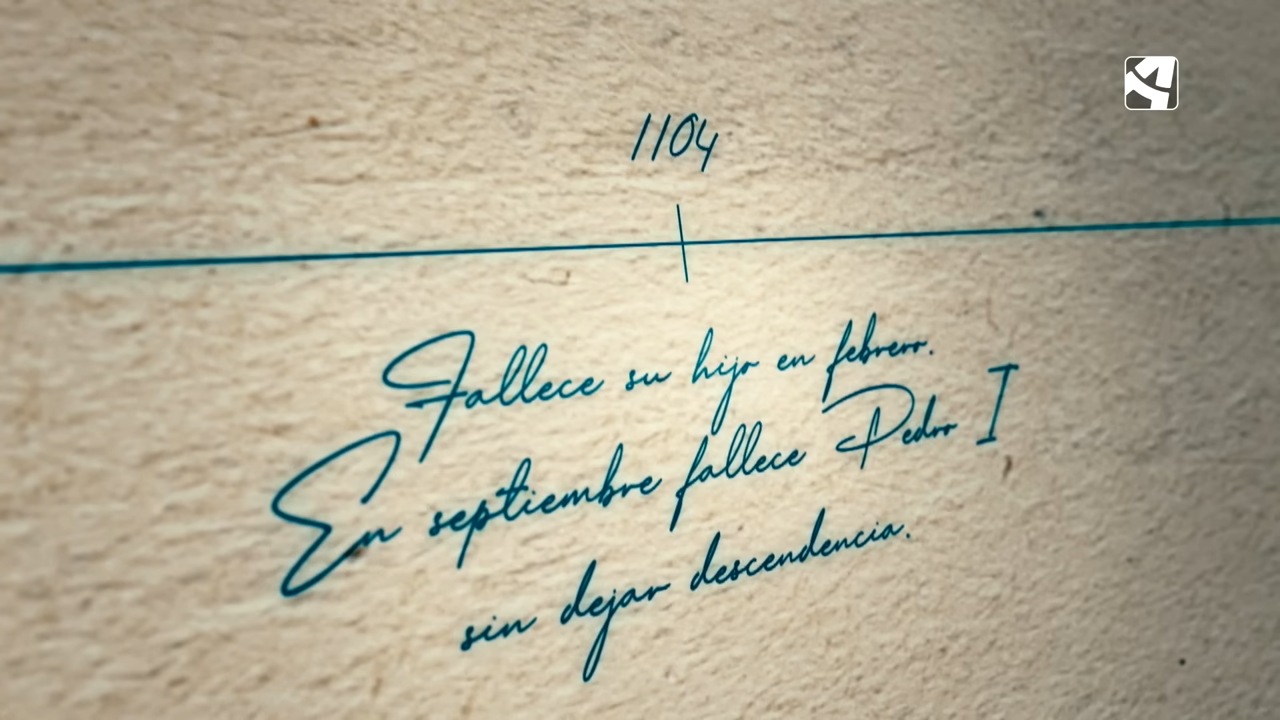 1104
Fallece su hijo en febrero.
En septiembre fallece Pedro I
sin dejar descendencia.